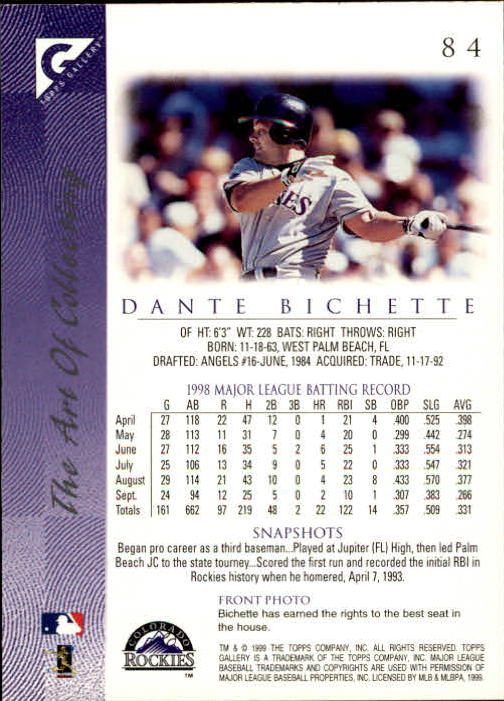 84
TOPPS GALLERY
The Art Of Collecting
DANTE BICHETTE
OF HT: 6'3" WT: 228 BATS: RIGHT THROWS: RIGHT
BORN: 11-18-63, WEST PALM BEACH, FL
DRAFTED: ANGELS #16-JUNE, 1984 ACQUIRED: TRADE, 11-17-92
1998 MAJOR LEAGUE BATTING RECORD
G AB R H 2B 3B HR RBI SB OBP SLG AVG
April 27 118 22 47 12 0 1 21 4 .400 .525 .398
May 28 113 11 31 7 0 4 20 0 .299 .442 .274
June 27 112 16 35 5 2 6 25 1 .333 .554 .313
July 25 106 13 34 9 0 5 22 0 .333 .547 .321
August 29 114 21 43 10 0 4 23 8 .433 .570 .377
Sept. 24 94 12 25 5 0 2 10 1 .307 .383 .266
Totals 161 662 97 219 48 2 22 122 14 .357 .509 .331
SNAPSHOTS
Began pro career as a third baseman...Played at Jupiter (FL) High, then led Palm
Beach JC to the state tourney...Scored the first run and recorded the initial RBI in
Rockies history when he homered, April 7, 1993.
FRONT PHOTO
Bichette has earned the rights to the best seat in
the house.
COLORADO
ROCKIES
TM
TM & © 1999 THE TOPPS COMPANY, INC. ALL RIGHTS RESERVED. TOPPS
GALLERY IS A TRADEMARK OF THE TOPPS COMPANY, INC. MAJOR LEAGUE
BASEBALL TRADEMARKS AND COPYRIGHTS ARE USED WITH PERMISSION OF
MAJOR LEAGUE BASEBALL PROPERTIES, INC. LICENSED BY MLB & MLBPA, 1999.